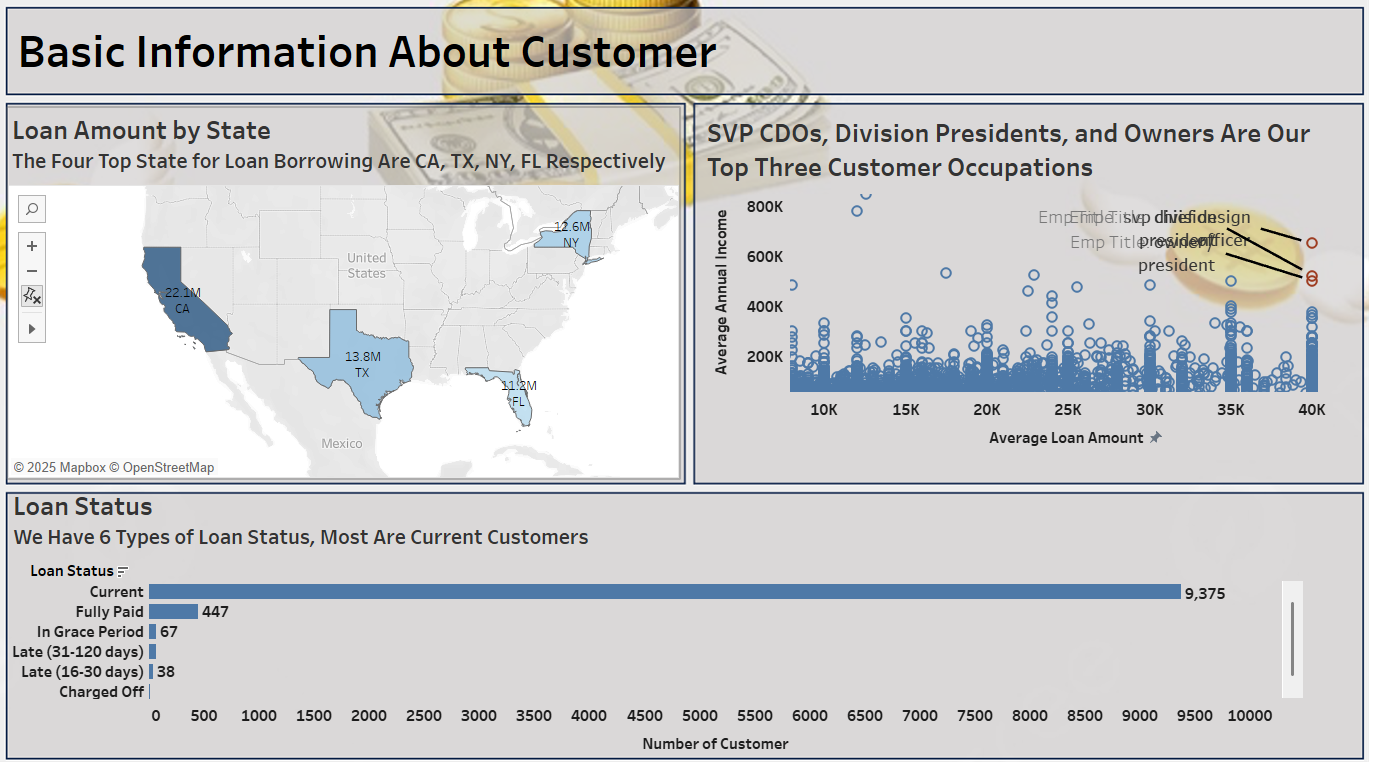 Basic Information About Customer
Loan Amount by State
The Four Top State for Loan Borrowing Are CA, TX, NY, FL Respectively
12.6M
NY
United
States
22.1M
CA
13.8M
TX
11.2M
FL
Mexico
© 2025 Mapbox © OpenStreetMap
SVP CDOs, Division Presidents, and Owners Are Our
Top Three Customer Occupations
Average Annual Income
800K
600K
400K
200K
Emp Title: svp chief design
officer
Emp Title: owner/
president
10K 15K 20K 25K 30K 35K 40K
Average Loan Amount
Loan Status
We Have 6 Types of Loan Status, Most Are Current Customers
Loan Status
Current 9,375
Fully Paid 447
In Grace Period 67
Late (31-120 days)
Late (16-30 days) 38
Charged Off
0 500 1000 1500 2000 2500 3000 3500 4000 4500 5000 5500 6000 6500 7000 7500 8000 8500 9000 9500 10000
Number of Customer